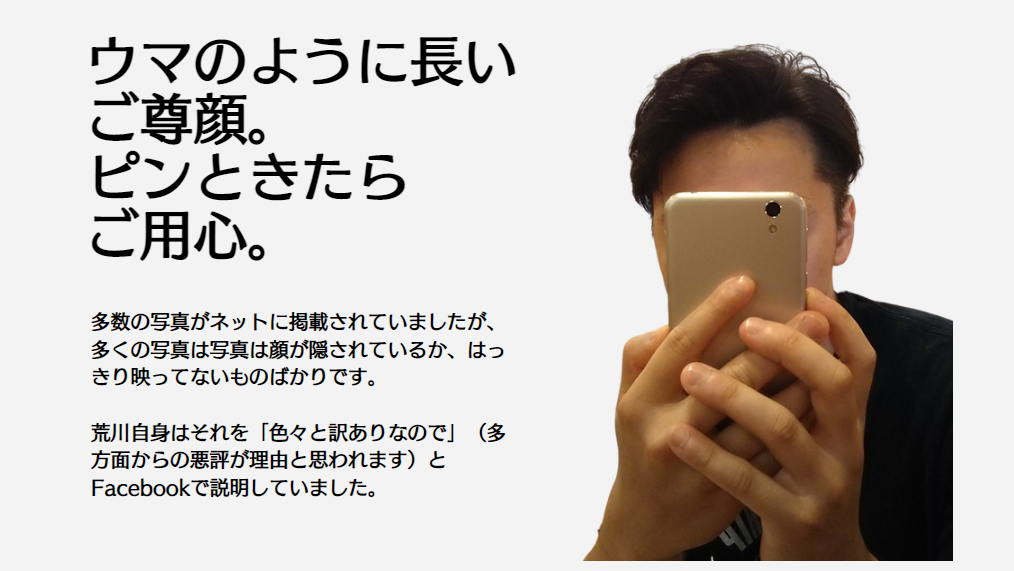 ウマのように長い
ご尊顔。
ピンときたら
ご用心。
多数の写真がネットに掲載されていましたが、
多くの写真は写真は顔が隠されているか、はっ
きり映ってないものばかりです。
荒川自身はそれを「色々と訳ありなので」（多
方面からの悪評が理由と思われます）と
Facebookで説明していました。